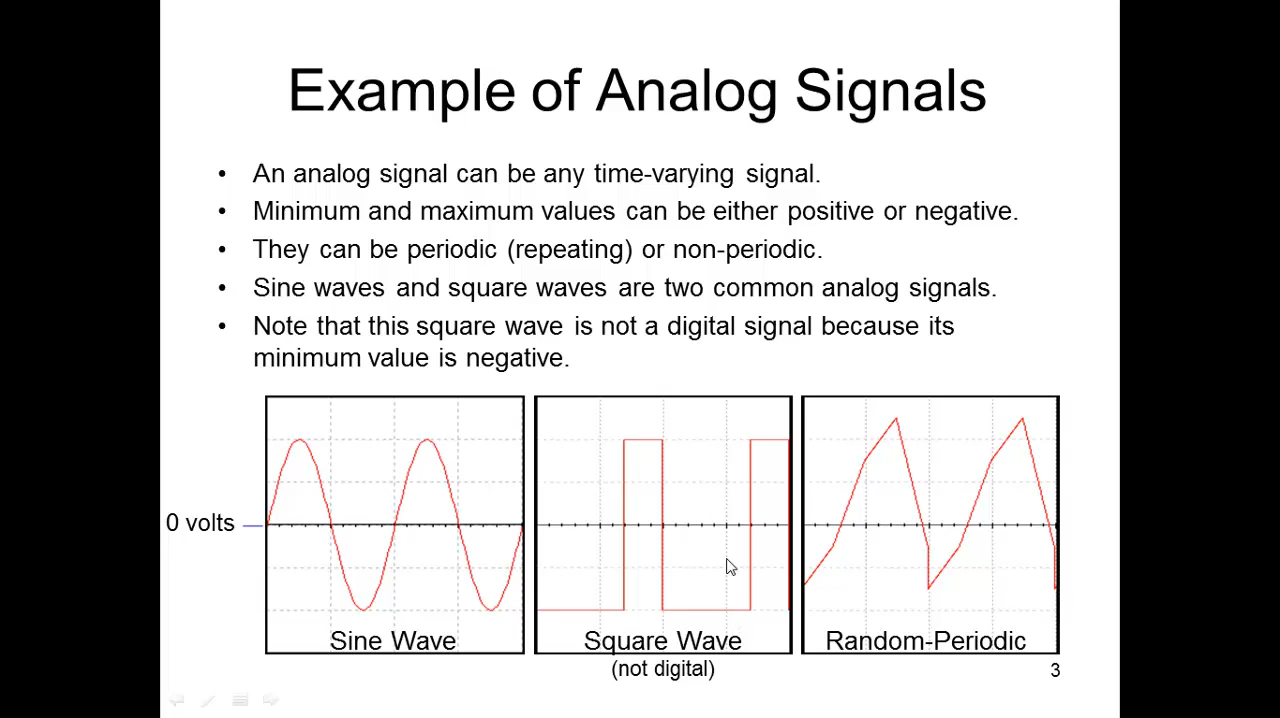 Example of Analog Signals
• An analog signal can be any time-varying signal.
• Minimum and maximum values can be either positive or negative.
• They can be periodic (repeating) or non-periodic.
• Sine waves and square waves are two common analog signals.
• Note that this square wave is not a digital signal because its
minimum value is negative.
0 volts
Sine Wave
Square Wave
(not digital)
Random-Periodic
3